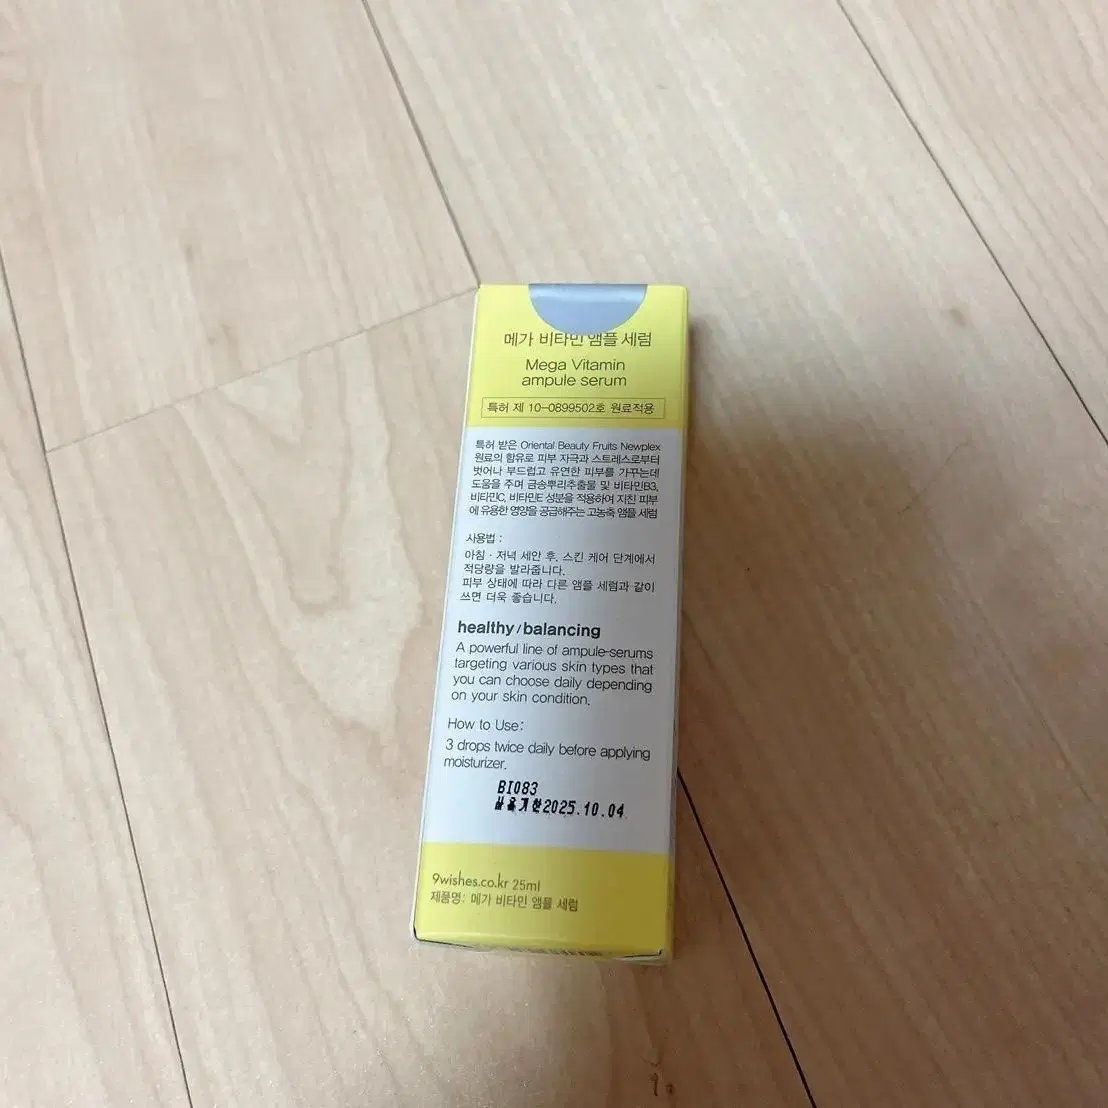 메가 비타민 앰플 세럼
Mega Vitamin
ampule serum
특허 제 10-0899502호 원료적용
특허 받은 Oriental Beauty Fruits Newplex
원료의 함유로 피부 자극과 스트레스로부터
벗어나 부드럽고 유연한 피부를 가꾸는데
도움을 주며 금송뿌리추출물 및 비타민B3,
비타민C, 비타민E 성분을 적용하여 지친 피부
에 유용한 영양을 공급해주는 고농축 앰플 세럼
사용법 :
아침 · 저녁 세안 후, 스킨 케어 단계에서
적당량을 발라줍니다.
피부 상태에 따라 다른 앰플 세럼과 같이
쓰면 더욱 좋습니다.
healthy/balancing
A powerful line of ampule-serums
targeting various skin types that
you can choose daily depending
on your skin condition.
How to Use:
3 drops twice daily before applying
moisturizer.
BI083
사용기한2025.10.04
9wishes.co.kr 25ml
제품명: 메가 비타민 앰플 세럼